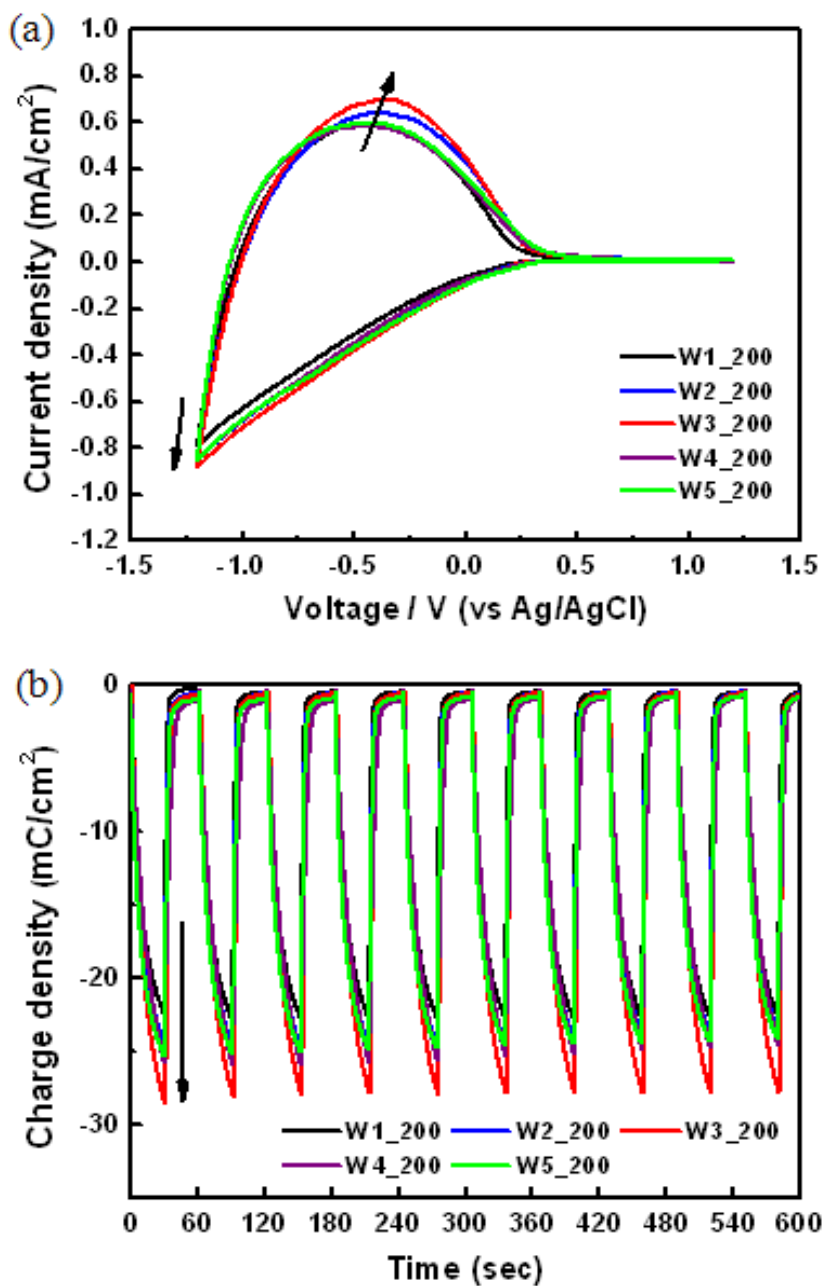 (a)
1.0
0.8
0.6
0.4
0.2
0.0
-0.2
-0.4
-0.6
-0.8
-1.0
-1.2
Current density (mA/cm²)
W1_200
W2_200
W3_200
W4_200
W5_200
-1.5 -1.0 -0.5 0.0 0.5 1.0 1.5
Voltage / V (vs Ag/AgCl)
(b)
0
-10
-20
-30
Charge density (mC/cm²)
W1_200 W2_200 W3_200
W4_200 W5_200
0 60 120 180 240 300 360 420 480 540 600
Time (sec)